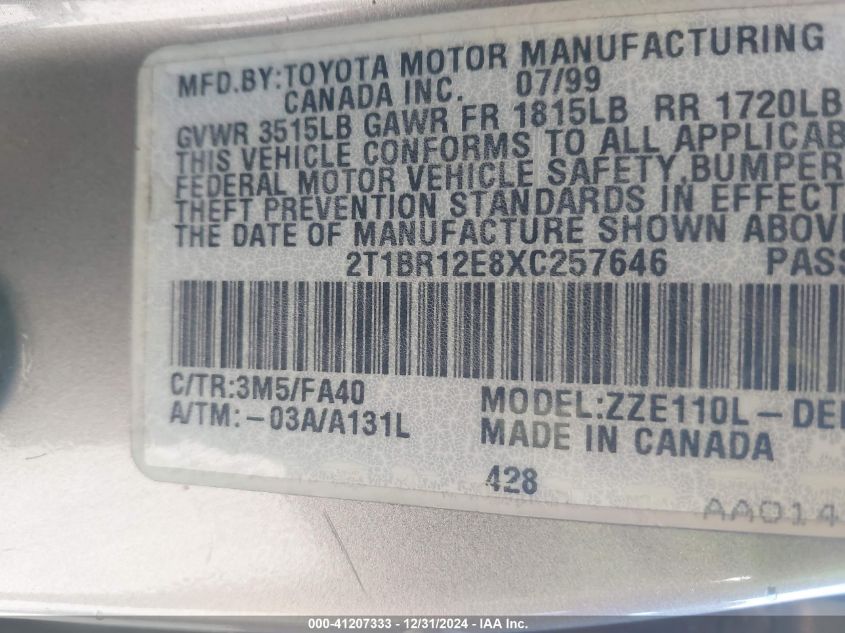 MFD.BY:TOYOTA MOTOR MANUFACTURING
CANADA INC. 07/99
GVWR 3515LB GAWR FR 1815LB RR 1720LB
THIS VEHICLE CONFORMS TO ALL APPLICAB
FEDERAL MOTOR VEHICLE SAFETY,BUMPER
THEFT PREVENTION STANDARDS IN EFFECT
THE DATE OF MANUFACTURE SHOWN ABOV
2T1BR12E8XC257646 PASS
C/TR:3M5/FA40 MODEL:ZZE110L-DE
A/TM:-03A/A131L MADE IN CANADA
428
AA014
000-41207333 - 12/31/2024 - IAA Inc.